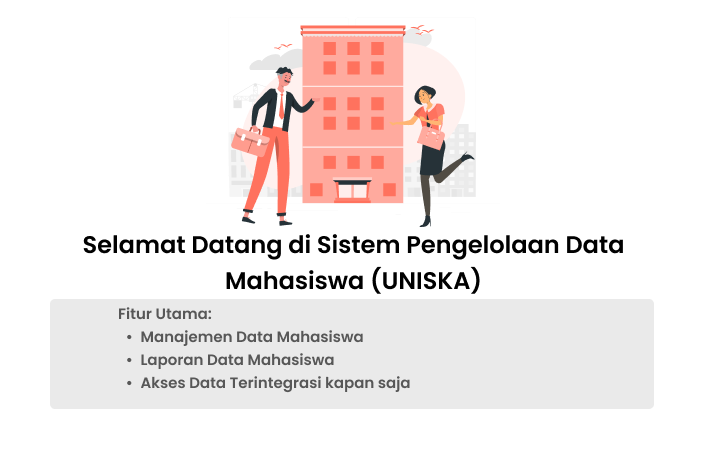 Selamat Datang di Sistem Pengelolaan Data
Mahasiswa (UNISKA)
Fitur Utama:
• Manajemen Data Mahasiswa
• Laporan Data Mahasiswa
• Akses Data Terintegrasi kapan saja